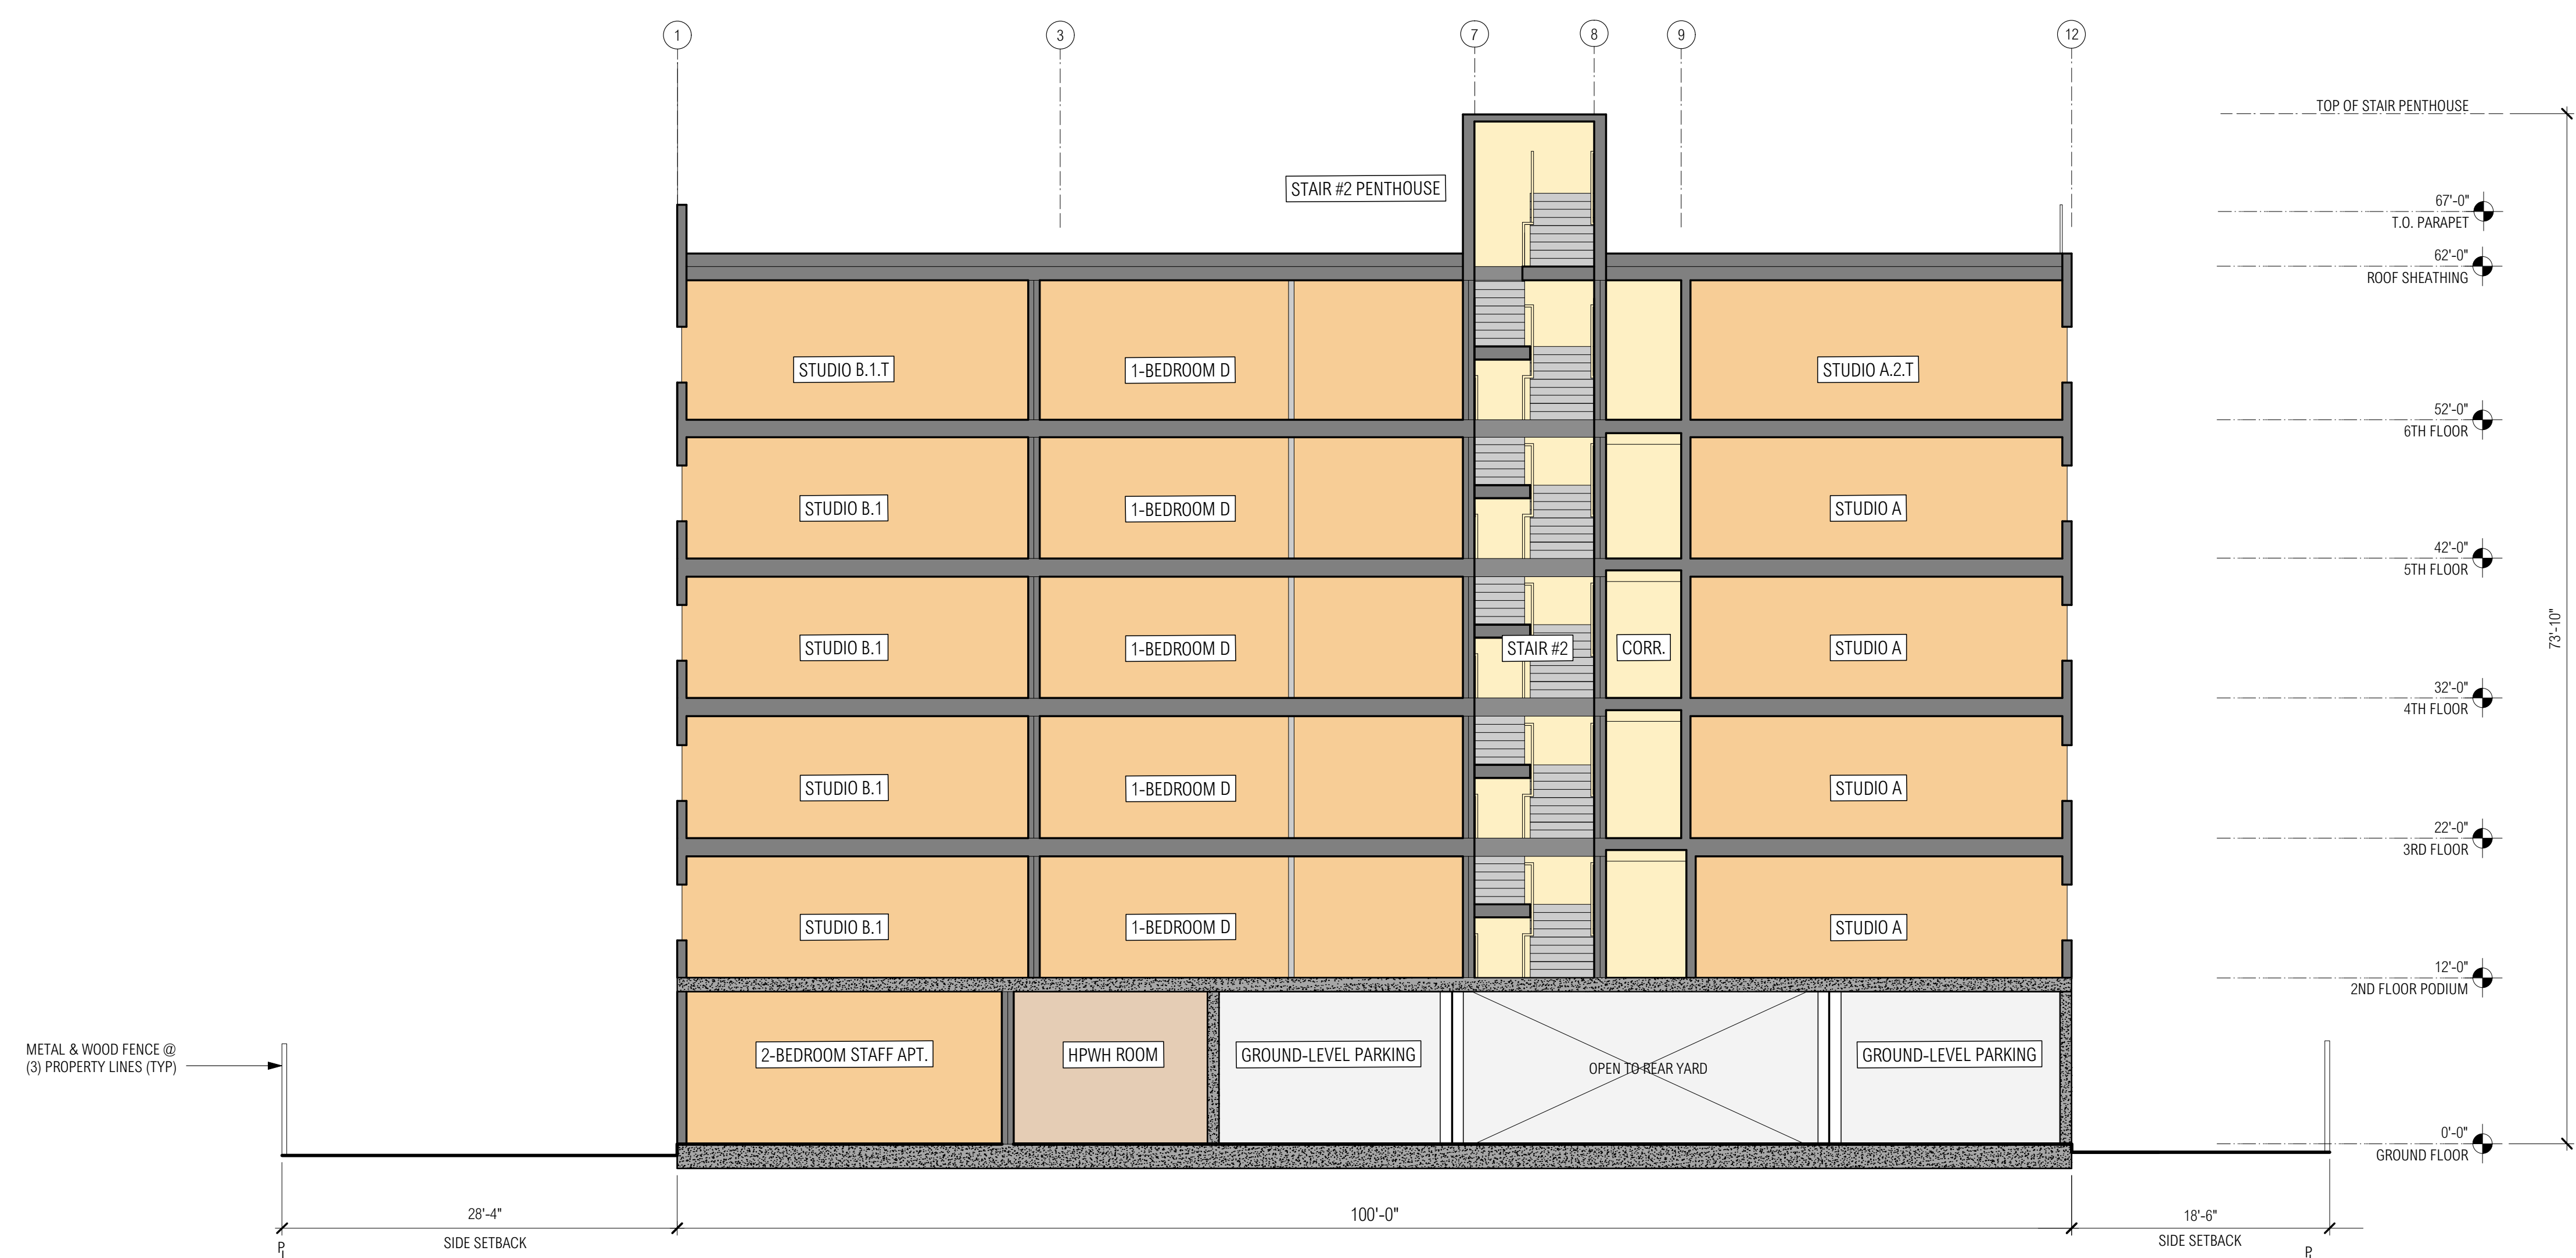 1
3
7
8
9
12
TOP OF STAIR PENTHOUSE
STAIR #2 PENTHOUSE
67'-0"
T.O. PARAPET
62'-0"
ROOF SHEATHING
STUDIO B.1.T
1-BEDROOM D
STUDIO A.2.T
52'-0"
6TH FLOOR
STUDIO B.1
1-BEDROOM D
STUDIO A
42'-0"
5TH FLOOR
73'-10"
STUDIO B.1
1-BEDROOM D
STAIR #2
CORR.
STUDIO A
32'-0"
4TH FLOOR
STUDIO B.1
1-BEDROOM D
STUDIO A
22'-0"
3RD FLOOR
STUDIO B.1
1-BEDROOM D
STUDIO A
12'-0"
2ND FLOOR PODIUM
METAL & WOOD FENCE @
(3) PROPERTY LINES (TYP)
2-BEDROOM STAFF APT.
HPWH ROOM
GROUND-LEVEL PARKING
OPEN TO REAR YARD
GROUND-LEVEL PARKING
0'-0"
GROUND FLOOR
28'-4"
SIDE SETBACK
100'-0"
18'-6"
SIDE SETBACK
PL
PL